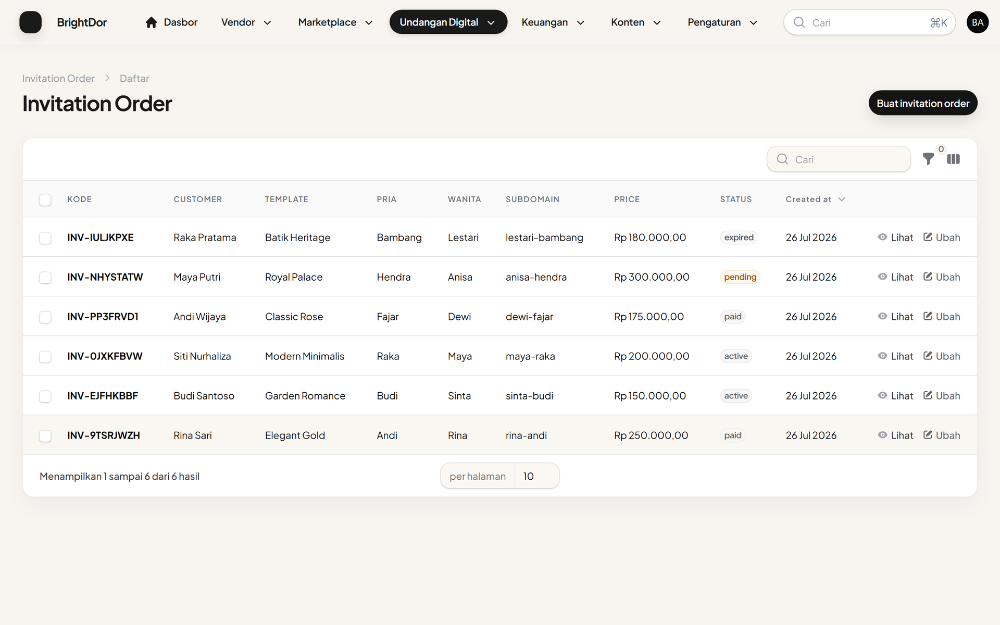 BrightDor Dasbor Vendor Marketplace Undangan Digital Keuangan Konten Pengaturan Cari ⌘K BA
Invitation Order Daftar
Invitation Order
Buat invitation order
Cari 0
KODE CUSTOMER TEMPLATE PRIA WANITA SUBDOMAIN PRICE STATUS Created at
INV-IULJKPXE Raka Pratama Batik Heritage Bambang Lestari lestari-bambang Rp 180.000,00 expired 26 Jul 2026 Lihat Ubah
INV-NHYSTATW Maya Putri Royal Palace Hendra Anisa anisa-hendra Rp 300.000,00 pending 26 Jul 2026 Lihat Ubah
INV-PP3FRVD1 Andi Wijaya Classic Rose Fajar Dewi dewi-fajar Rp 175.000,00 paid 26 Jul 2026 Lihat Ubah
INV-0JXKFBVW Siti Nurhaliza Modern Minimalis Raka Maya maya-raka Rp 200.000,00 active 26 Jul 2026 Lihat Ubah
INV-EJFHKBBF Budi Santoso Garden Romance Budi Sinta sinta-budi Rp 150.000,00 active 26 Jul 2026 Lihat Ubah
INV-9TSRJWZH Rina Sari Elegant Gold Andi Rina rina-andi Rp 250.000,00 paid 26 Jul 2026 Lihat Ubah
Menampilkan 1 sampai 6 dari 6 hasil per halaman 10